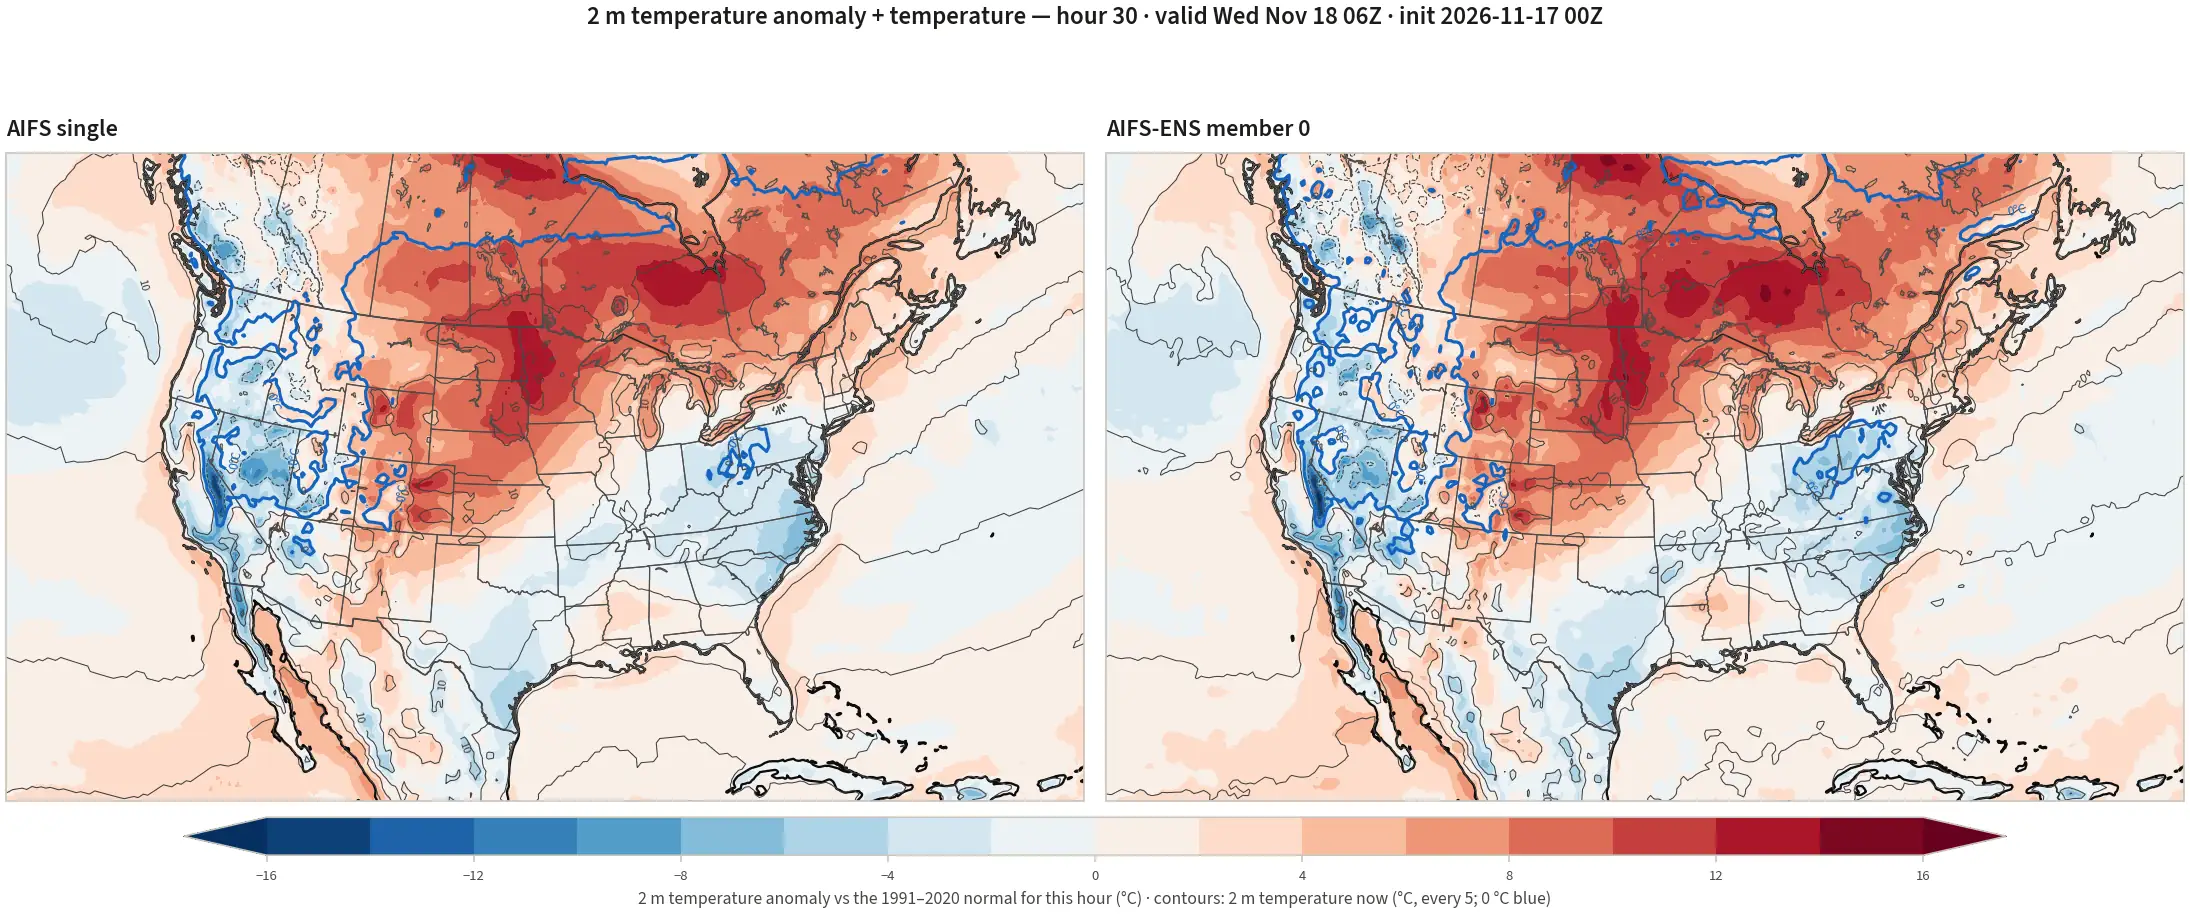 2 m temperature anomaly + temperature — hour 30 · valid Wed Nov 18 06Z · init 2026-11-17 00Z
AIFS single
AIFS-ENS member 0
−16 −12 −8 −4 0 4 8 12 16
2 m temperature anomaly vs the 1991–2020 normal for this hour (°C) · contours: 2 m temperature now (°C, every 5; 0 °C blue)